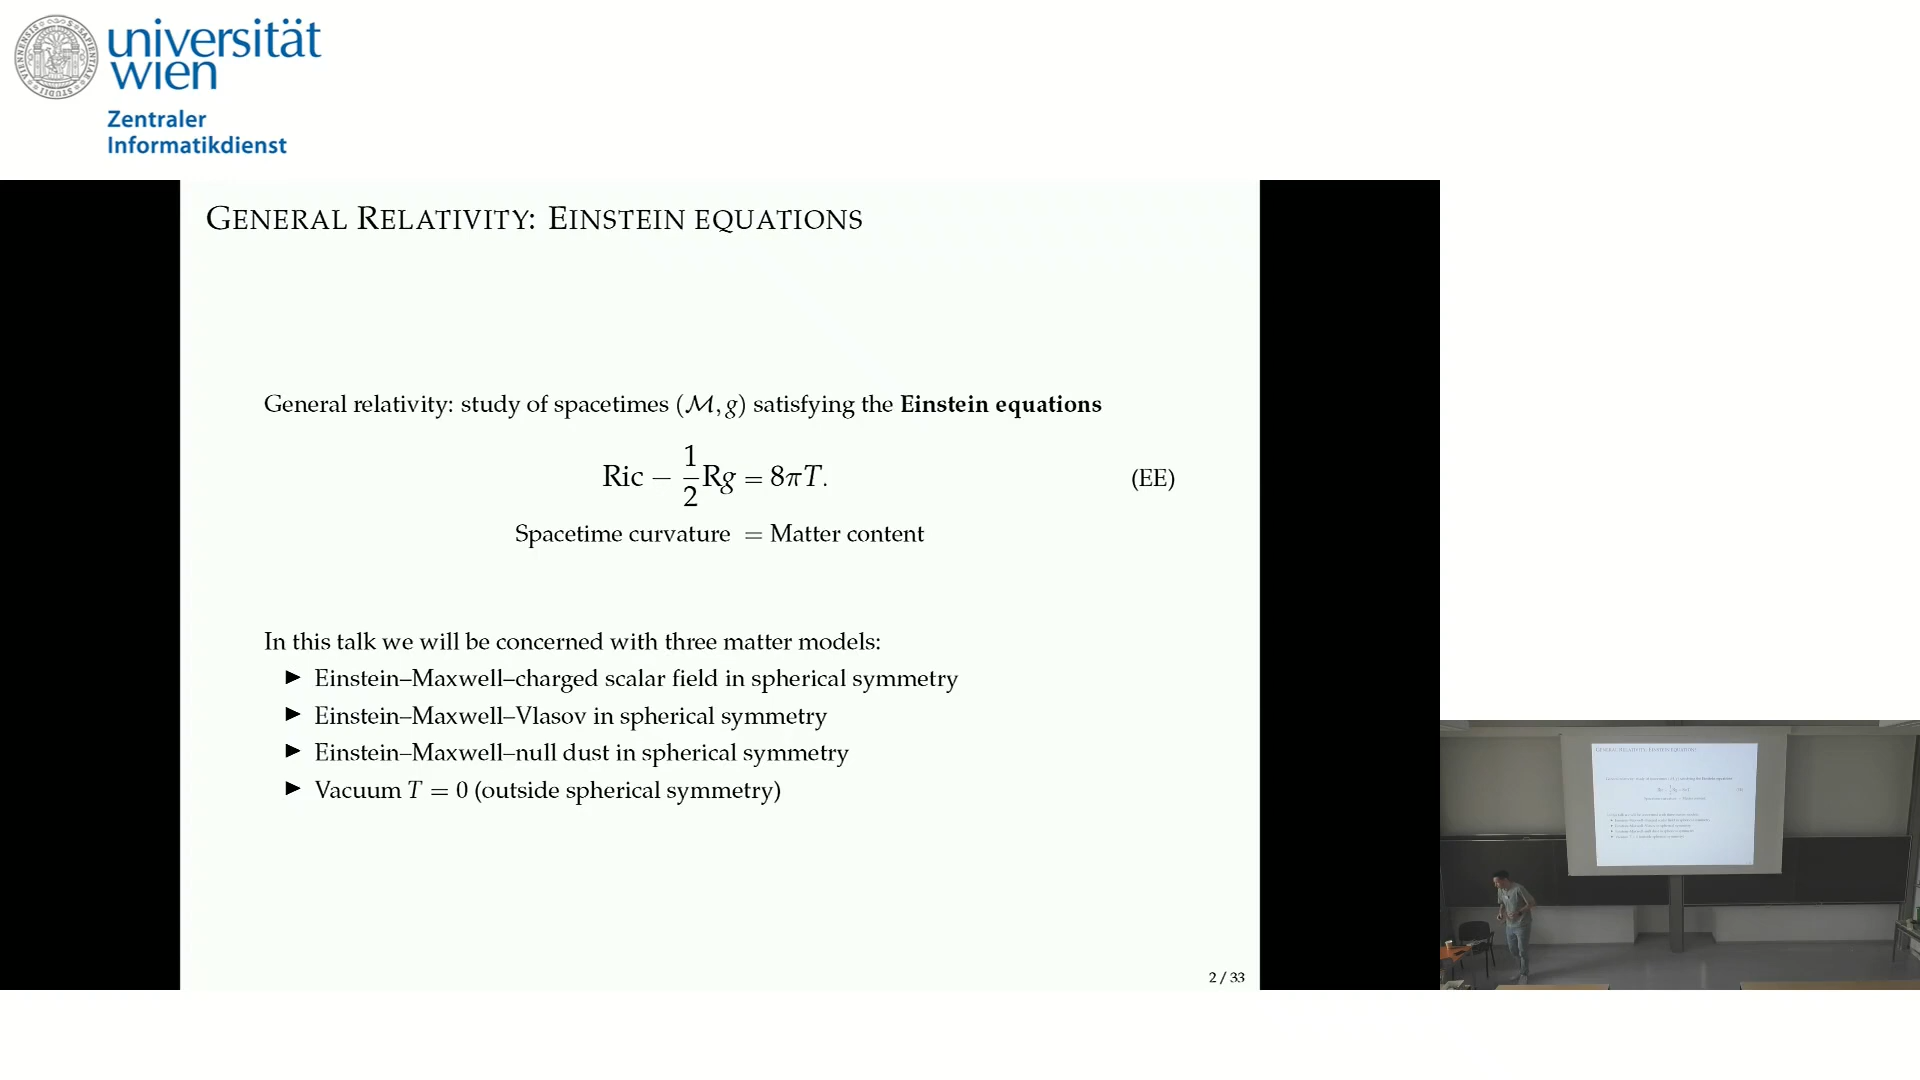 universität
wien
Zentraler
Informatikdienst
GENERAL RELATIVITY: EINSTEIN EQUATIONS
General relativity: study of spacetimes (ℳ, g) satisfying the Einstein equations
Ric − 1/2 Rg = 8πT. (EE)
Spacetime curvature = Matter content
In this talk we will be concerned with three matter models:
▶ Einstein–Maxwell–charged scalar field in spherical symmetry
▶ Einstein–Maxwell–Vlasov in spherical symmetry
▶ Einstein–Maxwell–null dust in spherical symmetry
▶ Vacuum T = 0 (outside spherical symmetry)
2 / 33